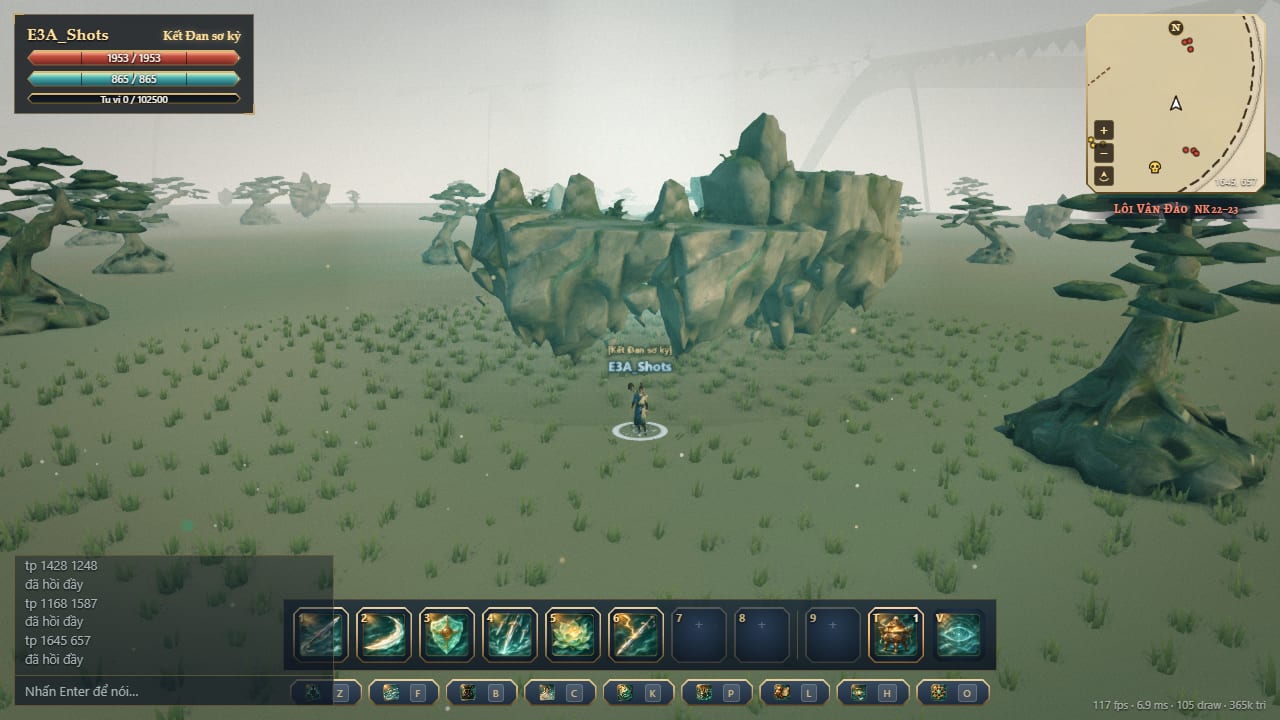 E3A_Shots
Kết Đan sơ kỳ
1953 / 1953
865 / 865
Tu vi 0 / 102500
N
+
−
1645, 657
Lôi Vân Đảo NK 22–23
[Kết Đan sơ kỳ]
E3A_Shots
tp 1428 1248
đã hồi đầy
tp 1168 1587
đã hồi đầy
tp 1645 657
đã hồi đầy
Nhấn Enter để nói...
1 2 3 4 5 6 7 + 8 + 9 + T 1 V
Z F B C K P L H O
117 fps · 6.9 ms · 105 draw · 365k tri